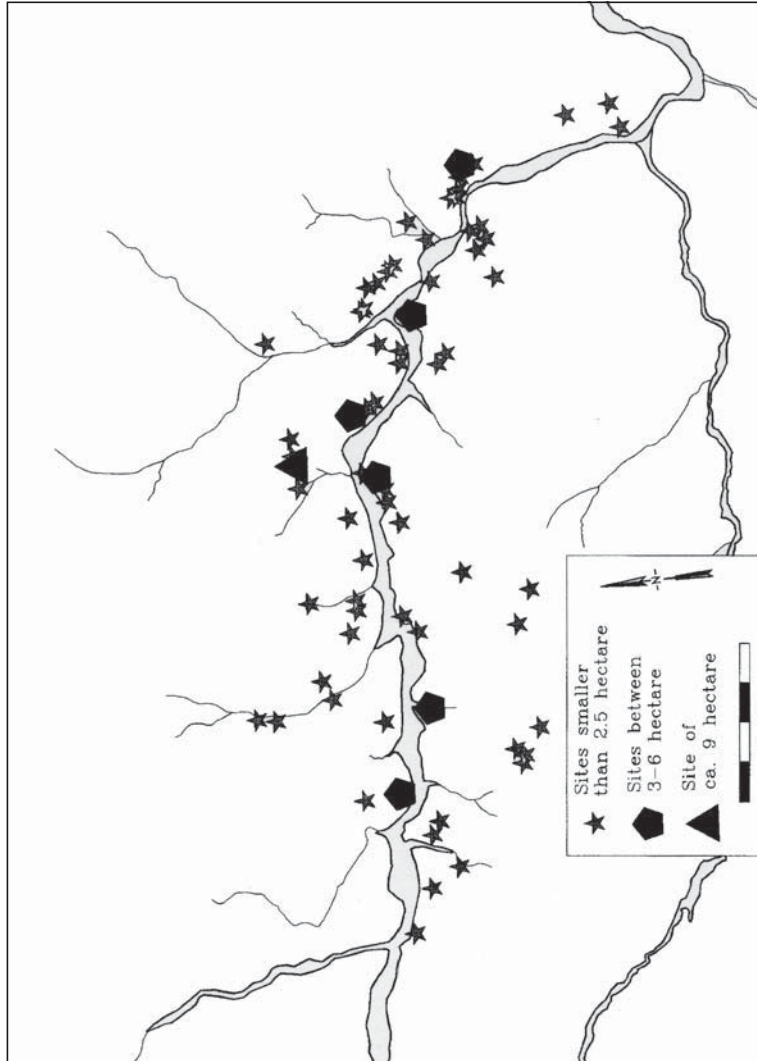 Sites smaller
than 2.5 hectare
Sites between
3-6 hectare
Site of
ca. 9 hectare
N